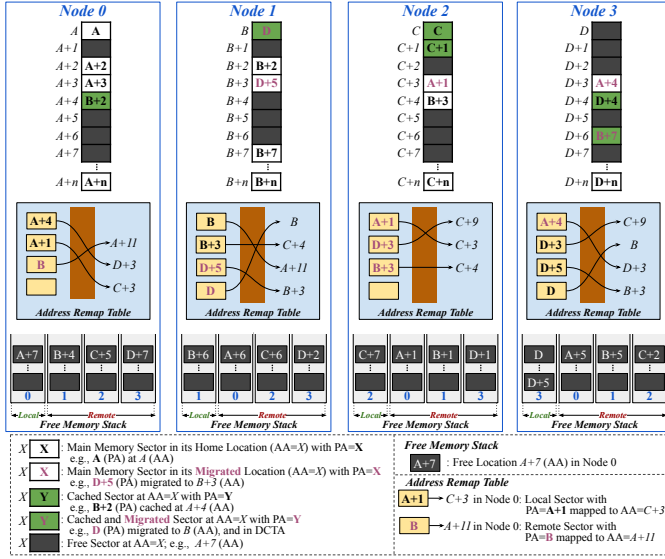 Node 0
A A
A+1
A+2 A+2
A+3 A+3
A+4 B+2
A+5
A+6
A+7
A+n A+n
A+4
A+1
B
A+11
D+3
C+3
Address Remap Table
A+7 B+4 C+5 D+7
0 1 2 3
Local Remote
Free Memory Stack
Node 1
B D
B+1
B+2 B+2
B+3 D+5
B+4
B+5
B+6
B+7 B+7
B+n B+n
B
B+3
D+5
D
B
C+4
A+11
B+3
Address Remap Table
B+6 A+6 C+6 D+2
1 0 2 3
Local Remote
Free Memory Stack
Node 2
C C
C+1 C+1
C+2
C+3 A+1
C+4 B+3
C+5
C+6
C+7
C+n C+n
A+1
D+3
B+3
C+9
C+3
C+4
Address Remap Table
C+7 A+1 B+1 D+1
2 0 1 3
Local Remote
Free Memory Stack
Node 3
D
D+1
D+2
D+3 A+4
D+4 D+4
D+5
D+6 B+7
D+7
D+n D+n
A+4
D+3
D+5
D
C+9
B
D+3
B+3
Address Remap Table
D A+5 B+5 C+2
D+5
3 0 1 2
Local Remote
Free Memory Stack
X X : Main Memory Sector in its Home Location (AA=X) with PA=X
e.g., A (PA) at A (AA)
X X : Main Memory Sector in its Migrated Location (AA=X) with PA=X
e.g., D+5 (PA) migrated to B+3 (AA)
X Y : Cached Sector at AA=X with PA=Y
e.g., B+2 (PA) cached at A+4 (AA)
X Y : Cached and Migrated Sector at AA=X with PA=Y
e.g., D (PA) migrated to B (AA), and in DCTA
X : Free Sector at AA=X, e.g., A+7 (AA)
Free Memory Stack
A+7 : Free Location A+7 (AA) in Node 0
Address Remap Table
A+1 C+3 in Node 0: Local Sector with
PA=A+1 mapped to AA=C+3
B A+11 in Node 0: Remote Sector with
PA=B mapped to AA=A+11